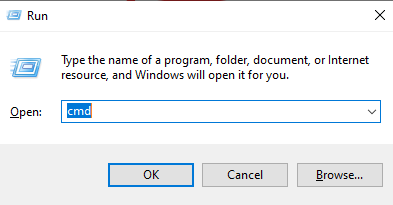 Run
Type the name of a program, folder, document, or Internet
resource, and Windows will open it for you.
Open: cmd
OK Cancel Browse...